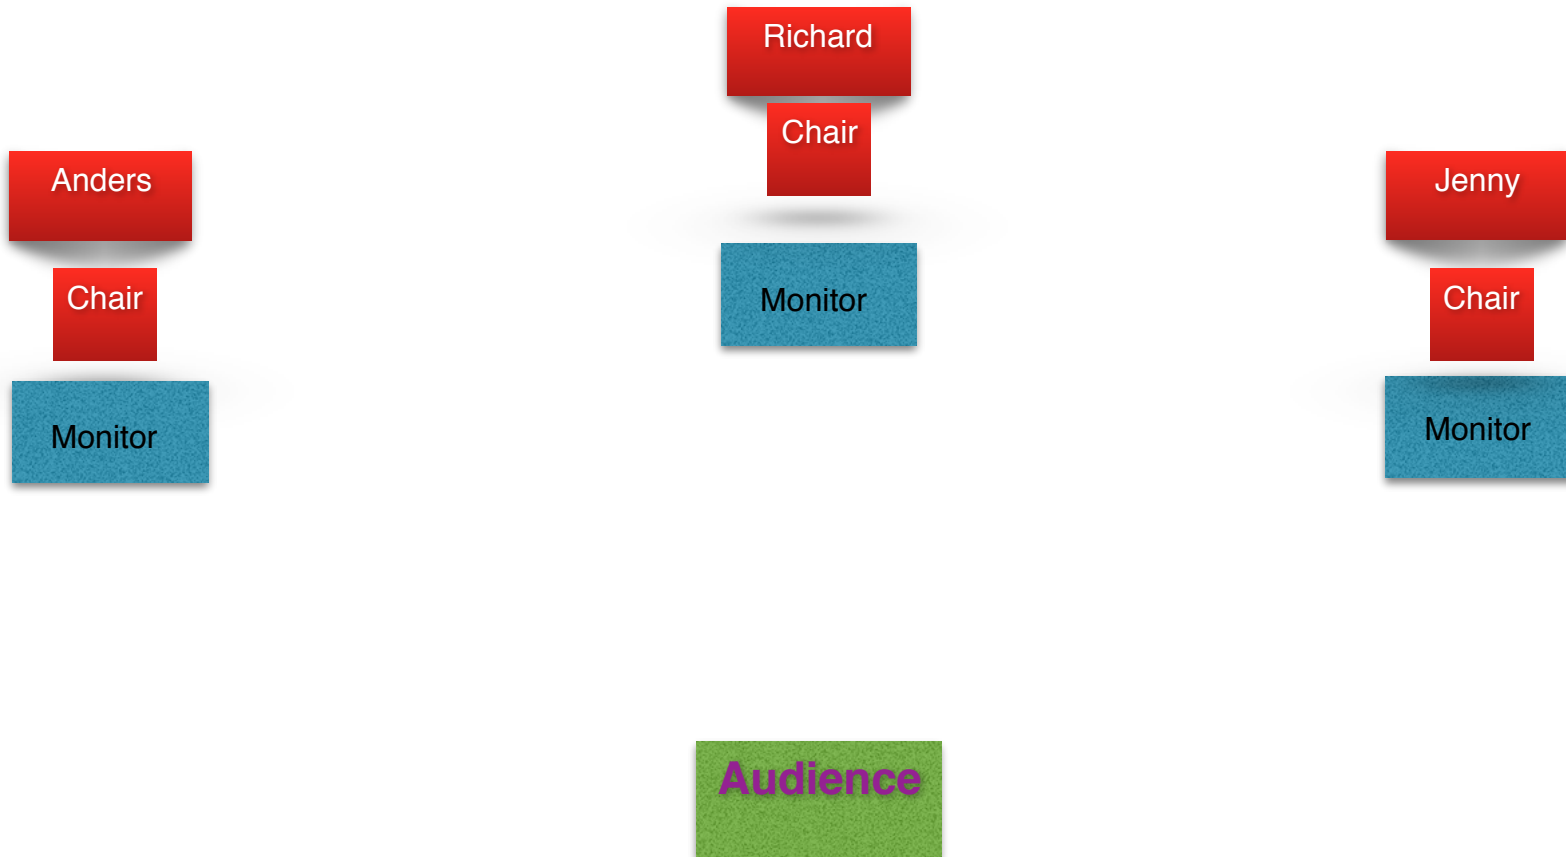 Richard
Chair
Anders
Jenny
Chair
Chair
Monitor
Monitor
Monitor
Audience